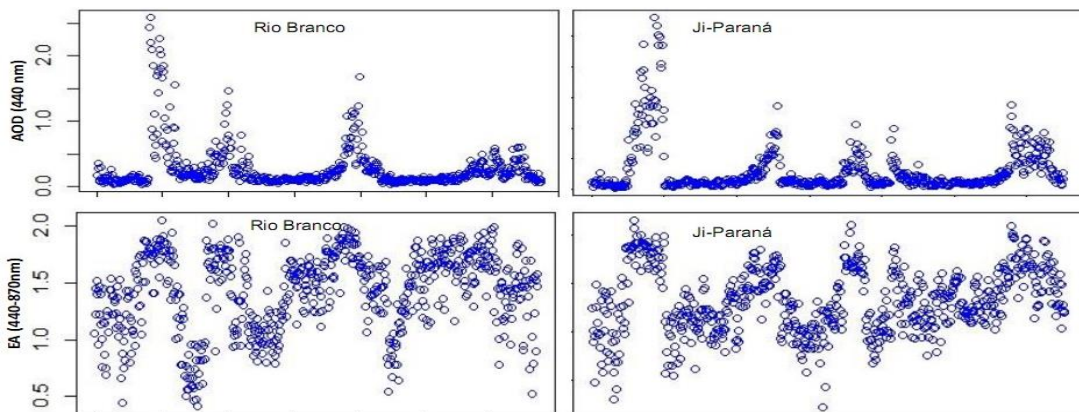 Rio Branco
Ji-Paraná
AOD (440 nm)
2.0
1.0
0.0
Rio Branco
Ji-Paraná
EA (440-870nm)
2.0
1.5
1.0
0.5